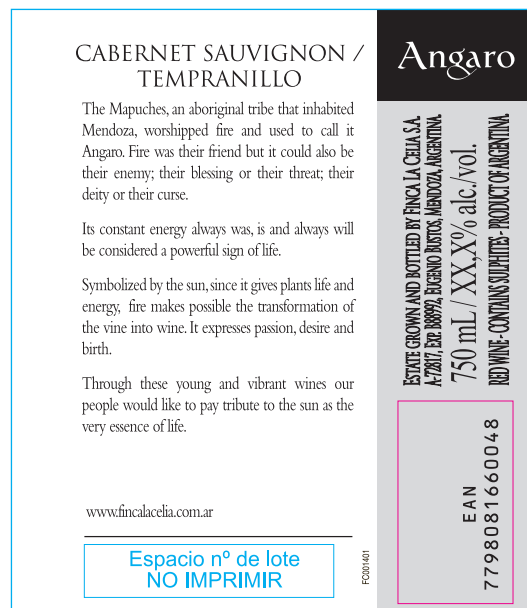 CABERNET SAUVIGNON /
TEMPRANILLO
The Mapuches, an aboriginal tribe that inhabited
Mendoza, worshipped fire and used to call it
Angaro. Fire was their friend but it could also be
their enemy; their blessing or their threat; their
deity or their curse.
Its constant energy always was, is and always will
be considered a powerful sign of life.
Symbolized by the sun, since it gives plants life and
energy, fire makes possible the transformation of
the vine into wine. It expresses passion, desire and
birth.
Through these young and vibrant wines our
people would like to pay tribute to the sun as the
very essence of life.
www.fincalacelia.com.ar
Espacio nº de lote
NO IMPRIMIR
FC001401
Angaro
ESTATE GROWN AND BOTTLED BY FINCA LA CELIA S.A.
A-72817, EXP. B88992, EUGENIO BUSTOS, MENDOZA, ARGENTINA
750 mL / XX,X% alc./vol.
RED WINE - CONTAINS SULPHITES - PRODUCT OF ARGENTINA
EAN
7798081660048